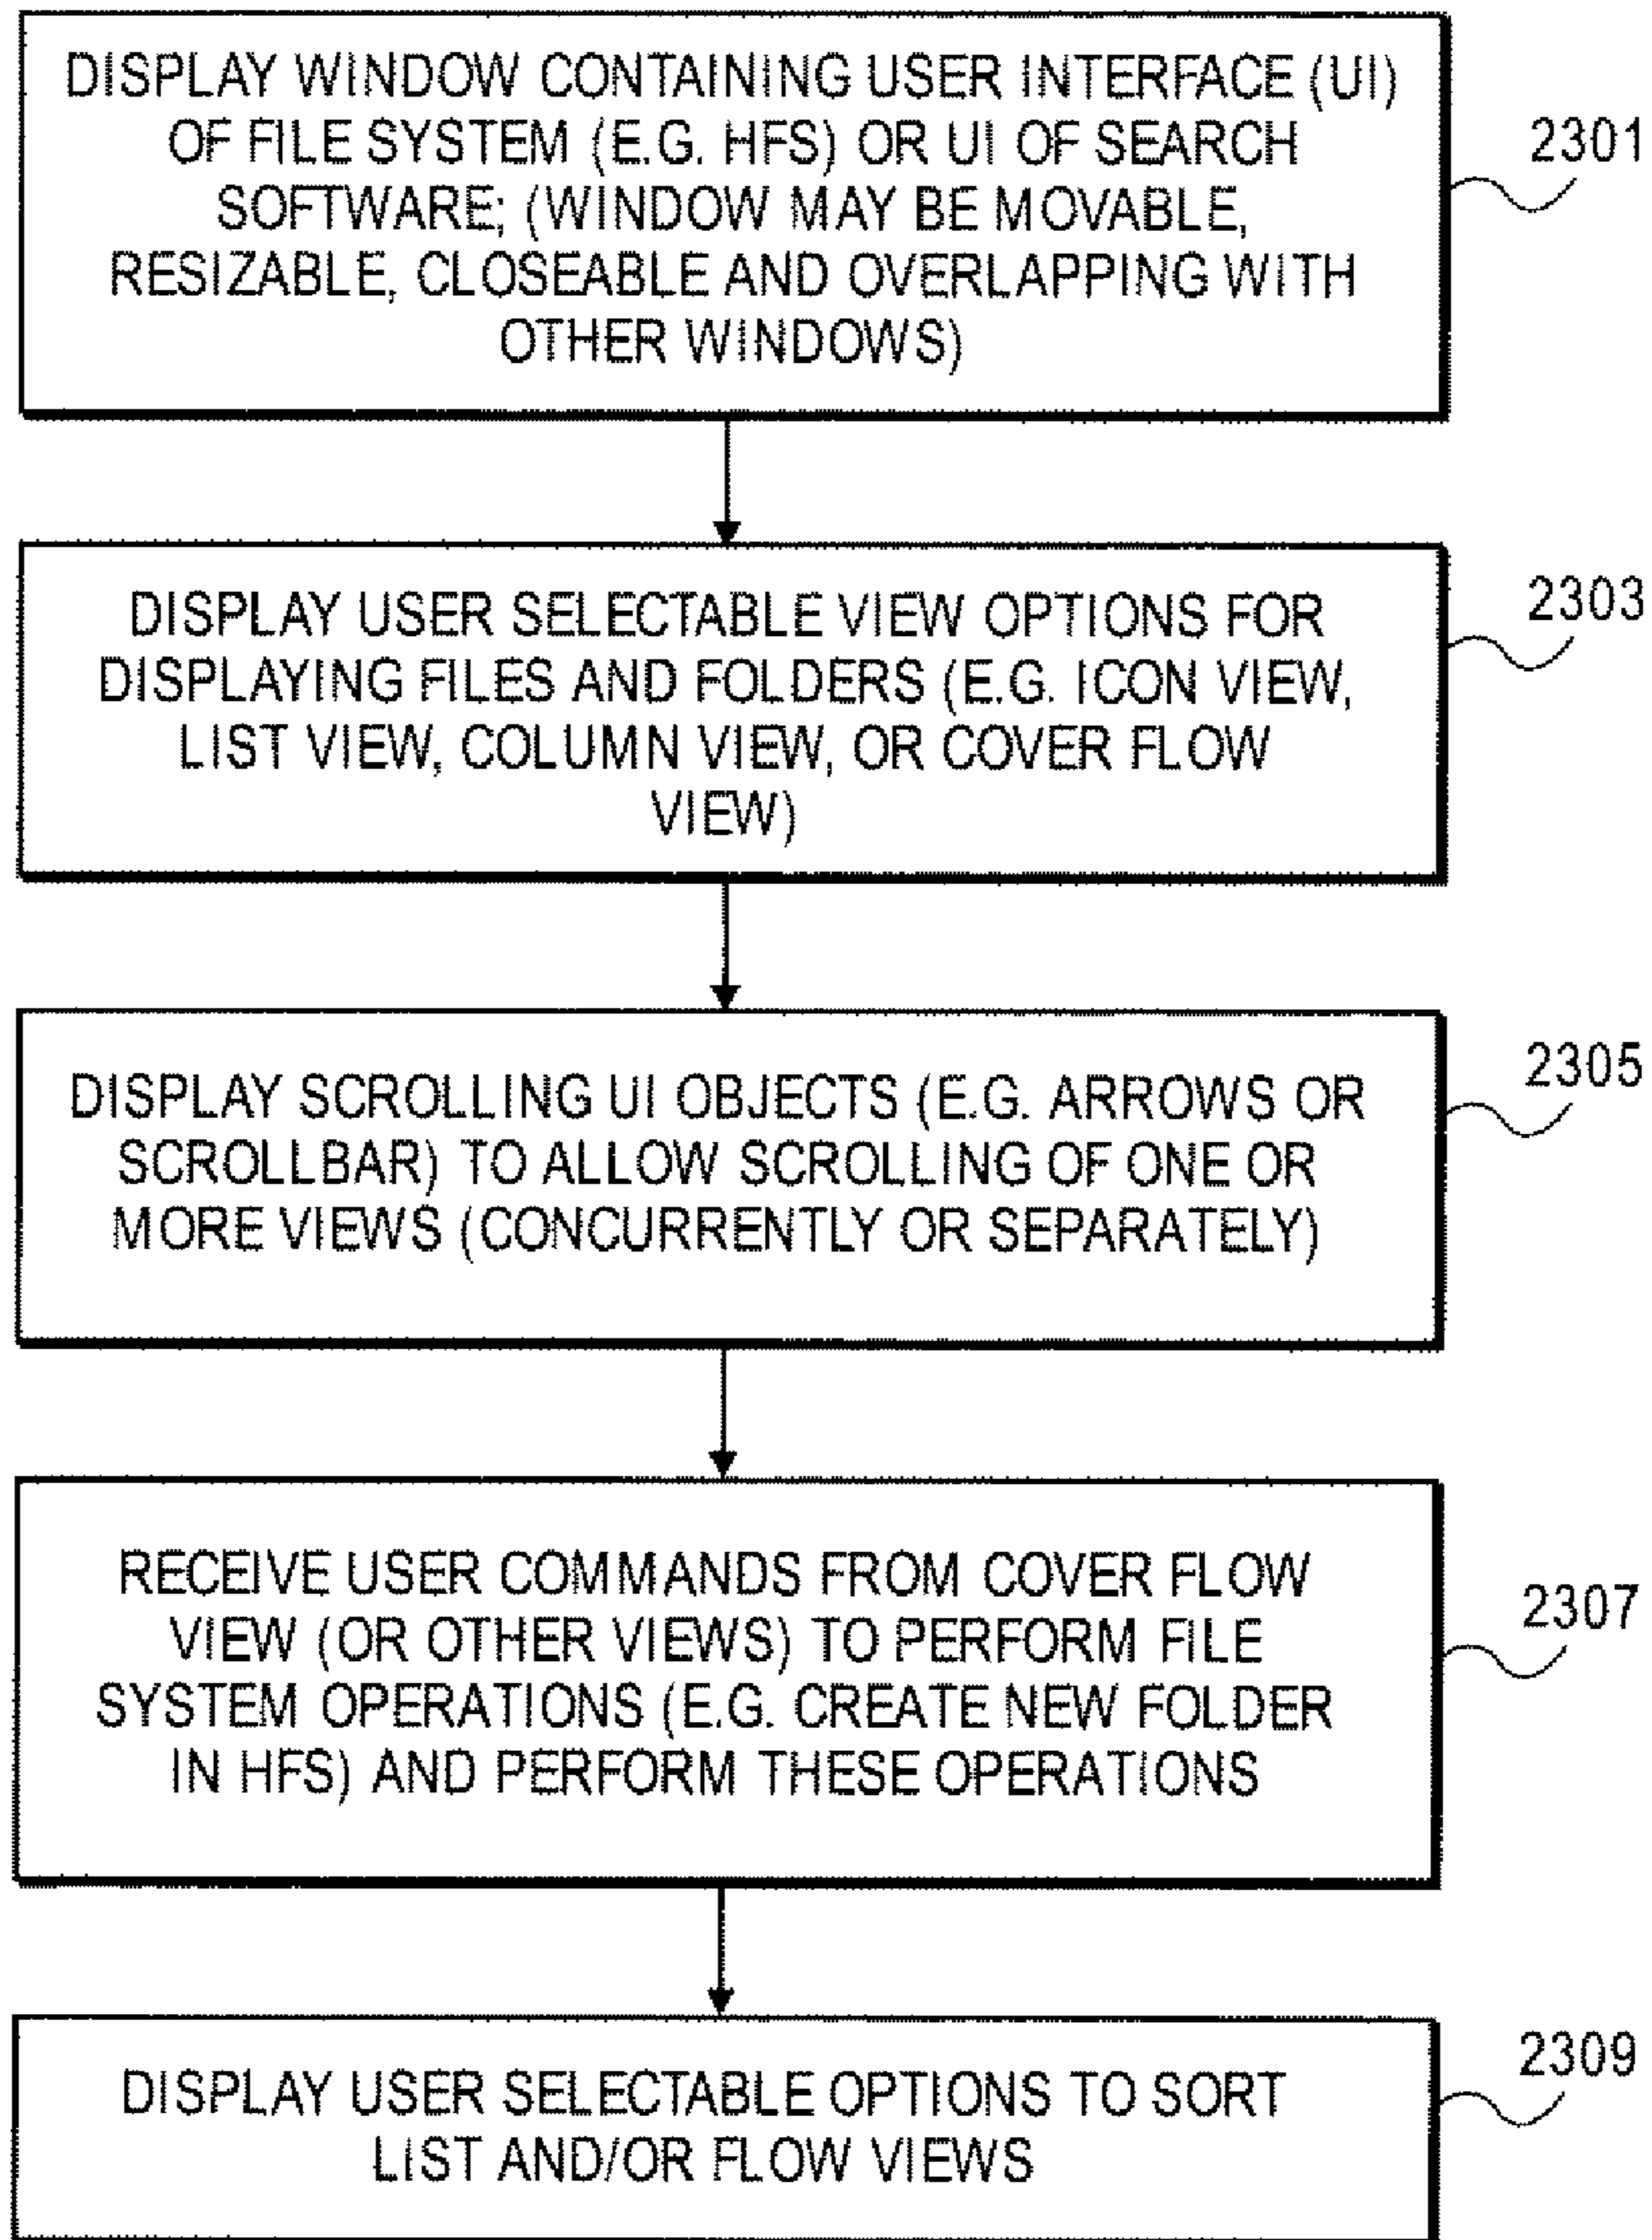 DISPLAY WINDOW CONTAINING USER INTERFACE (UI)
OF FILE SYSTEM (E.G. HFS) OR UI OF SEARCH
SOFTWARE; (WINDOW MAY BE MOVABLE,
RESIZABLE, CLOSEABLE AND OVERLAPPING WITH
OTHER WINDOWS)
2301
DISPLAY USER SELECTABLE VIEW OPTIONS FOR
DISPLAYING FILES AND FOLDERS (E.G. ICON VIEW,
LIST VIEW, COLUMN VIEW, OR COVER FLOW
VIEW)
2303
DISPLAY SCROLLING UI OBJECTS (E.G. ARROWS OR
SCROLLBAR) TO ALLOW SCROLLING OF ONE OR
MORE VIEWS (CONCURRENTLY OR SEPARATELY)
2305
RECEIVE USER COMMANDS FROM COVER FLOW
VIEW (OR OTHER VIEWS) TO PERFORM FILE
SYSTEM OPERATIONS (E.G. CREATE NEW FOLDER
IN HFS) AND PERFORM THESE OPERATIONS
2307
DISPLAY USER SELECTABLE OPTIONS TO SORT
LIST AND/OR FLOW VIEWS
2309